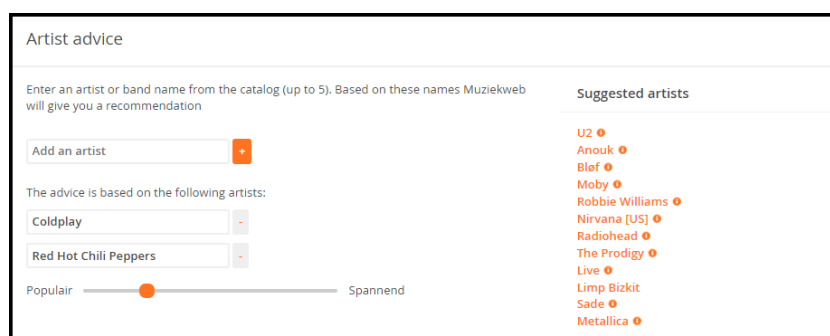 Artist advice
Enter an artist or band name from the catalog (up to 5). Based on these names Muziekweb
will give you a recommendation
Add an artist
+
The advice is based on the following artists:
Coldplay
-
Red Hot Chili Peppers
-
Populair
Spannend
Suggested artists
U2
Anouk
Bløf
Moby
Robbie Williams
Nirvana [US]
Radiohead
The Prodigy
Live
Limp Bizkit
Sade
Metallica